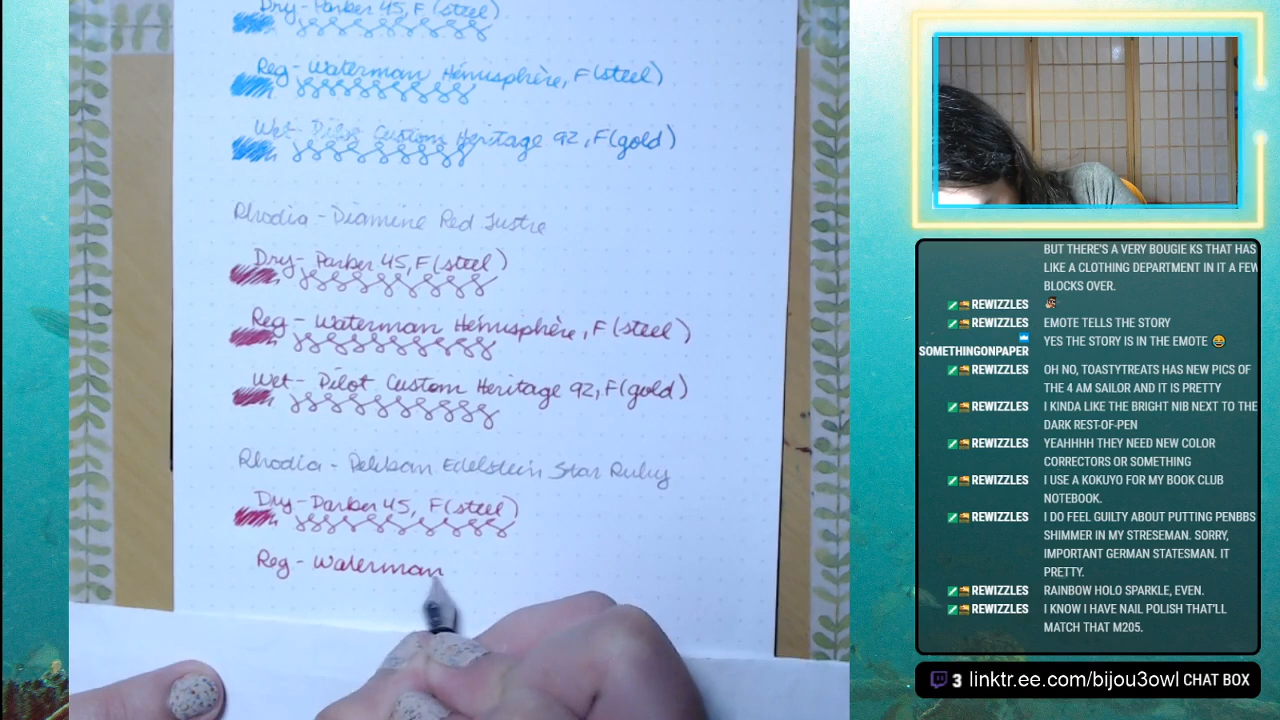 Dry - Parker 45, F (steel)
Reg - Waterman Hémisphère, F (steel)
Wet - Pilot Custom Heritage 92, F (gold)
Rhodia - Diamine Red Lustre
Dry - Parker 45, F (steel)
Reg - Waterman Hémisphère, F (steel)
Wet - Pilot Custom Heritage 92, F (gold)
Rhodia - Pelikan Edelstein Star Ruby
Dry - Parker 45, F (steel)
Reg - Waterman
BUT THERE'S A VERY BOUGIE KS THAT HAS
LIKE A CLOTHING DEPARTMENT IN IT A FEW
BLOCKS OVER.
REWIZZLES
REWIZZLES EMOTE TELLS THE STORY
SOMETHINGONPAPER YES THE STORY IS IN THE EMOTE 😂
REWIZZLES OH NO, TOASTYTREATS HAS NEW PICS OF
THE 4 AM SAILOR AND IT IS PRETTY
REWIZZLES I KINDA LIKE THE BRIGHT NIB NEXT TO THE
DARK REST-OF-PEN
REWIZZLES YEAHHHH THEY NEED NEW COLOR
CORRECTORS OR SOMETHING
REWIZZLES I USE A KOKUYO FOR MY BOOK CLUB
NOTEBOOK.
REWIZZLES I DO FEEL GUILTY ABOUT PUTTING PENBBS
SHIMMER IN MY STRESEMAN. SORRY,
IMPORTANT GERMAN STATESMAN. IT
PRETTY.
REWIZZLES RAINBOW HOLO SPARKLE, EVEN.
REWIZZLES I KNOW I HAVE NAIL POLISH THAT'LL
MATCH THAT M205.
3 linktr.ee.com/bijou3owl CHAT BOX